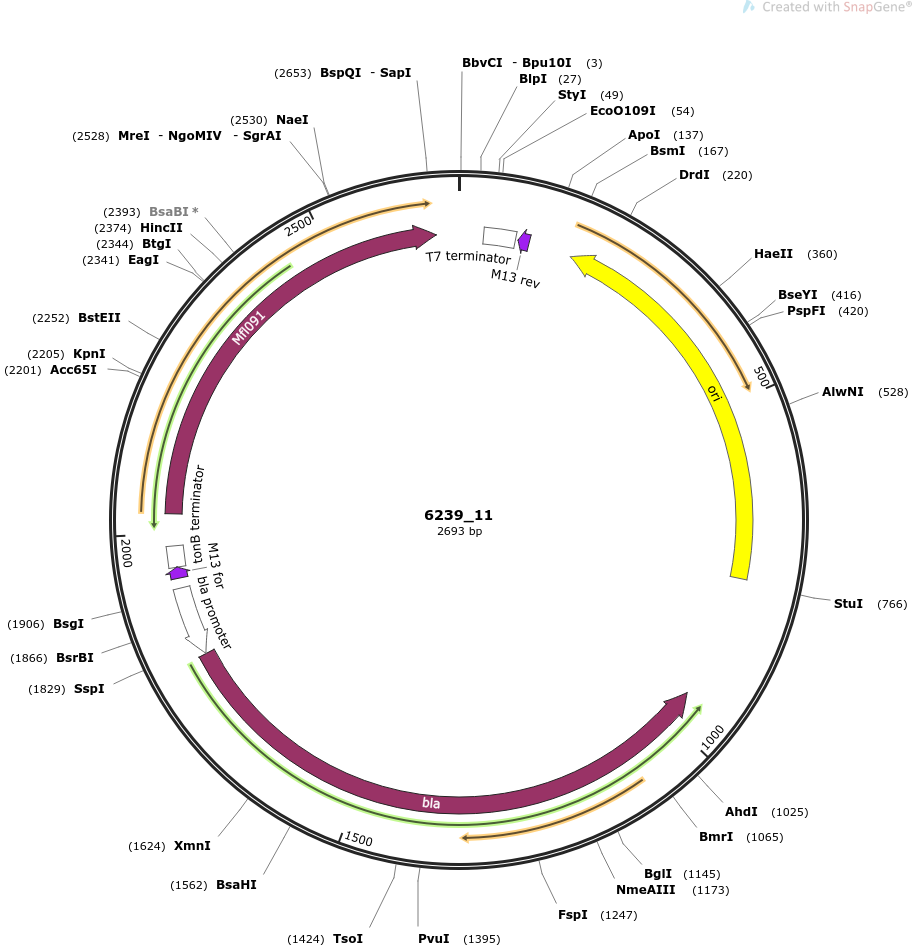 Created with SnapGene®
(2653) BspQI - SapI
BbvCI - Bpu10I (3)
BlpI (27)
StyI (49)
EcoO109I (54)
ApoI (137)
BsmI (167)
DrdI (220)
HaeII (360)
BseYI (416)
PspFI (420)
500
AlwNI (528)
StuI (766)
1000
AhdI (1025)
BmrI (1065)
BglI (1145)
NmeAIII (1173)
FspI (1247)
PvuI (1395)
(1424) TsoI
1500
(1562) BsaHI
(1624) XmnI
(1829) SspI
(1866) BsrBI
(1906) BsgI
2000
(2201) Acc65I
(2205) KpnI
(2252) BstEII
(2341) EagI
(2344) BtgI
(2374) HincII
(2393) BsaBI *
2500
(2528) MreI - NgoMIV - SgrAI
(2530) NaeI
T7 terminator
M13 rev
ori
bla
bla promoter
M13 for
tonB terminator
Mfl091
6239_11
2693 bp